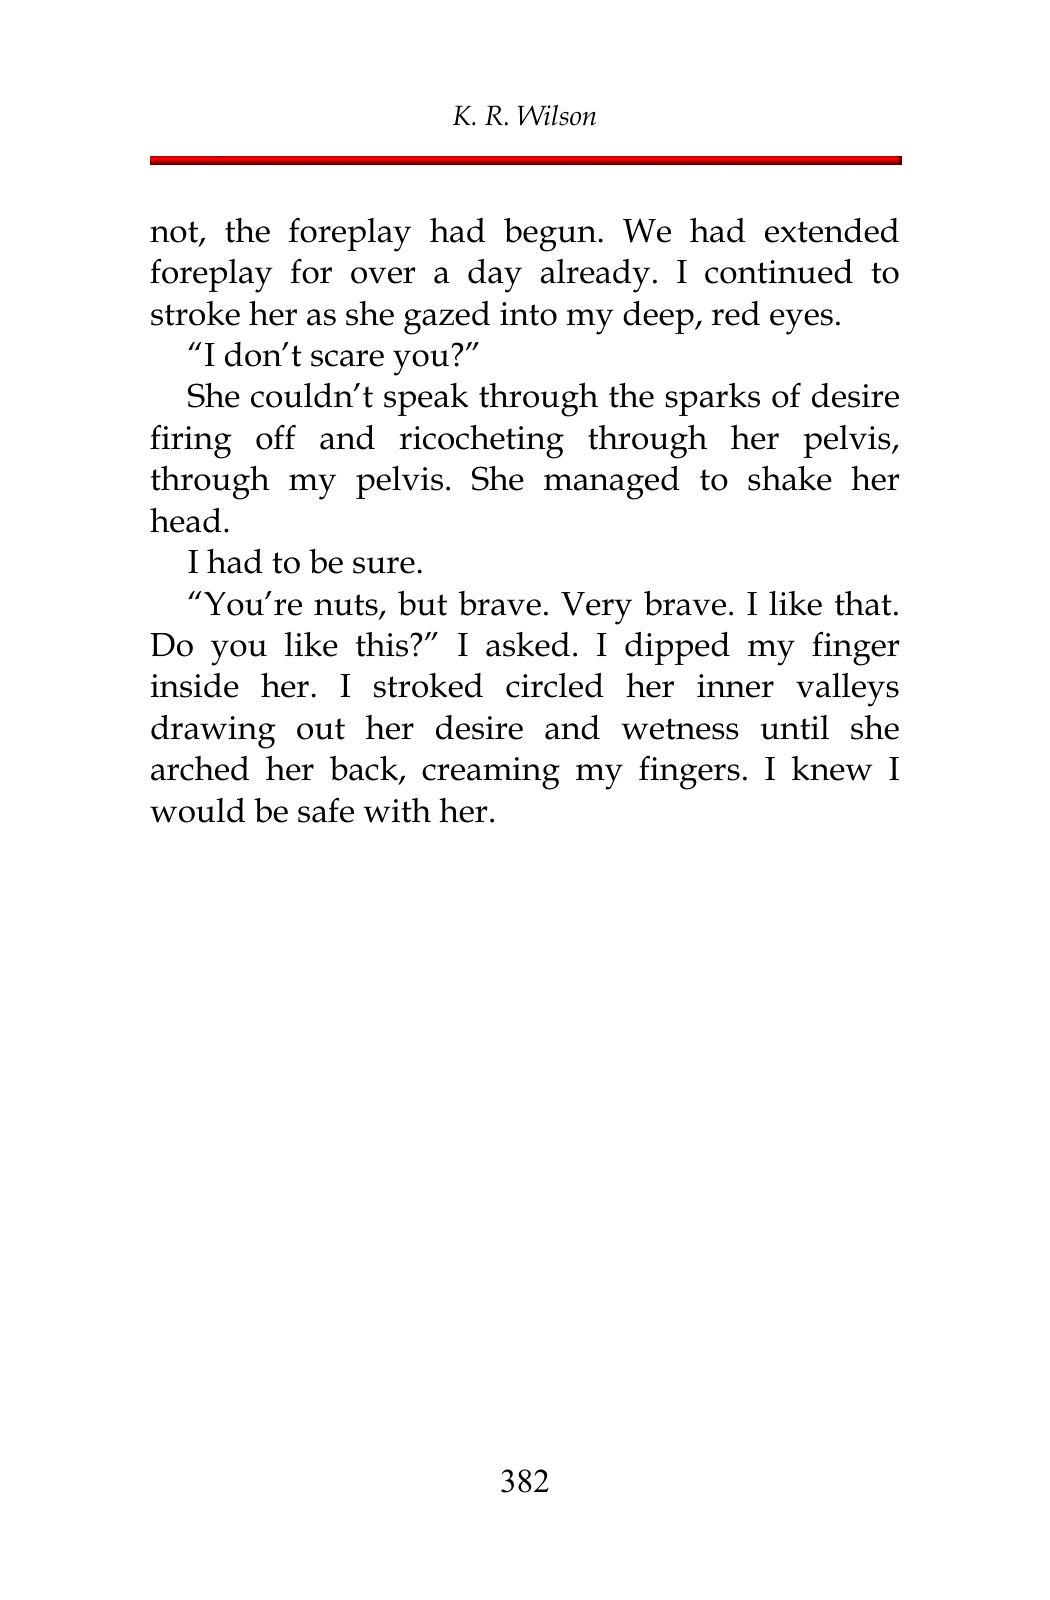 K. R. Wilson
not, the foreplay had begun. We had extended
foreplay for over a day already. I continued to
stroke her as she gazed into my deep, red eyes.
“I don’t scare you?”
She couldn’t speak through the sparks of desire
firing off and ricocheting through her pelvis,
through my pelvis. She managed to shake her
head.
I had to be sure.
“You’re nuts, but brave. Very brave. I like that.
Do you like this?” I asked. I dipped my finger
inside her. I stroked circled her inner valleys
drawing out her desire and wetness until she
arched her back, creaming my fingers. I knew I
would be safe with her.
382